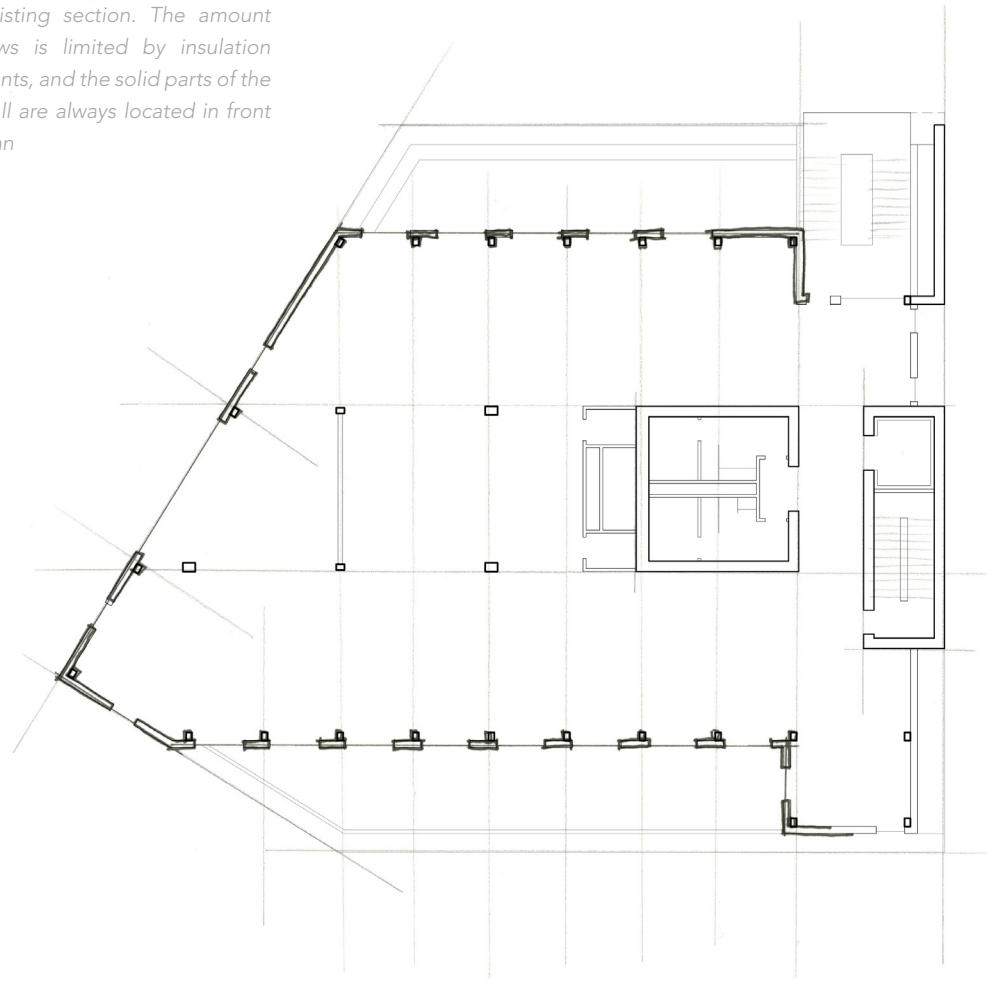 isting section. The amount
ws is limited by insulation
nts, and the solid parts of the
ll are always located in front
an